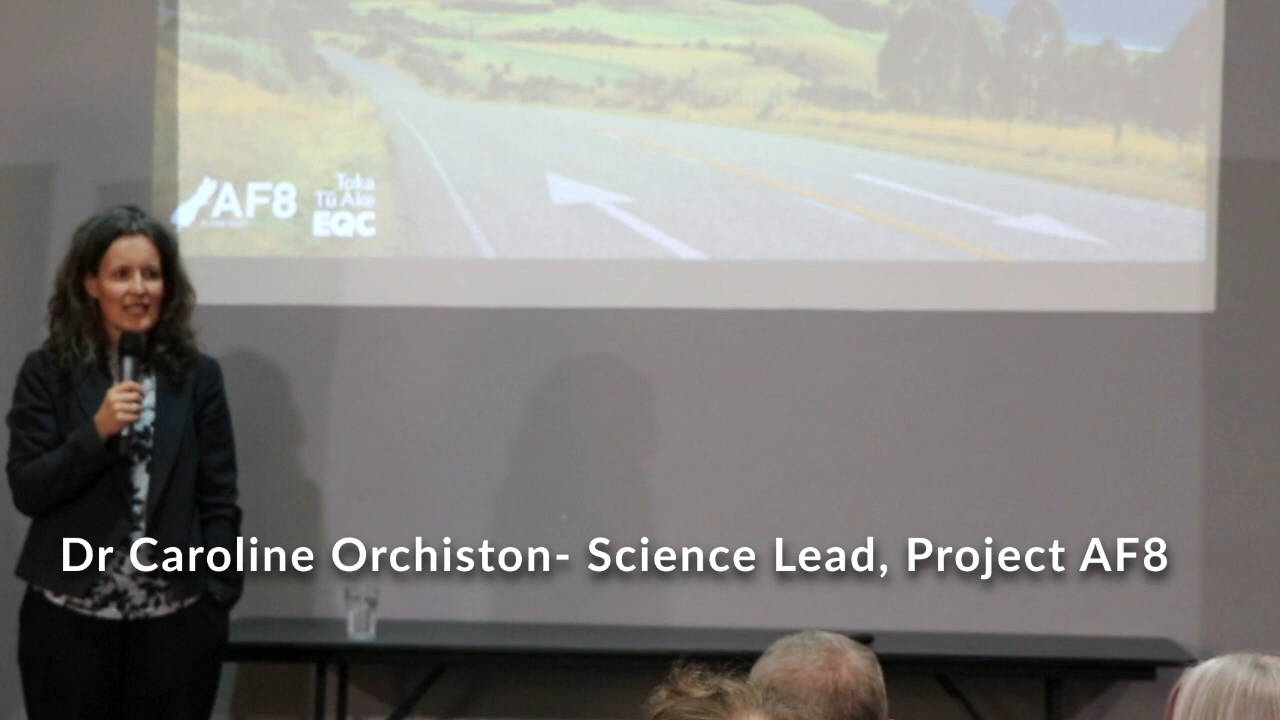 AF8
Toka
Tū Ake
EQC
Dr Caroline Orchiston- Science Lead, Project AF8